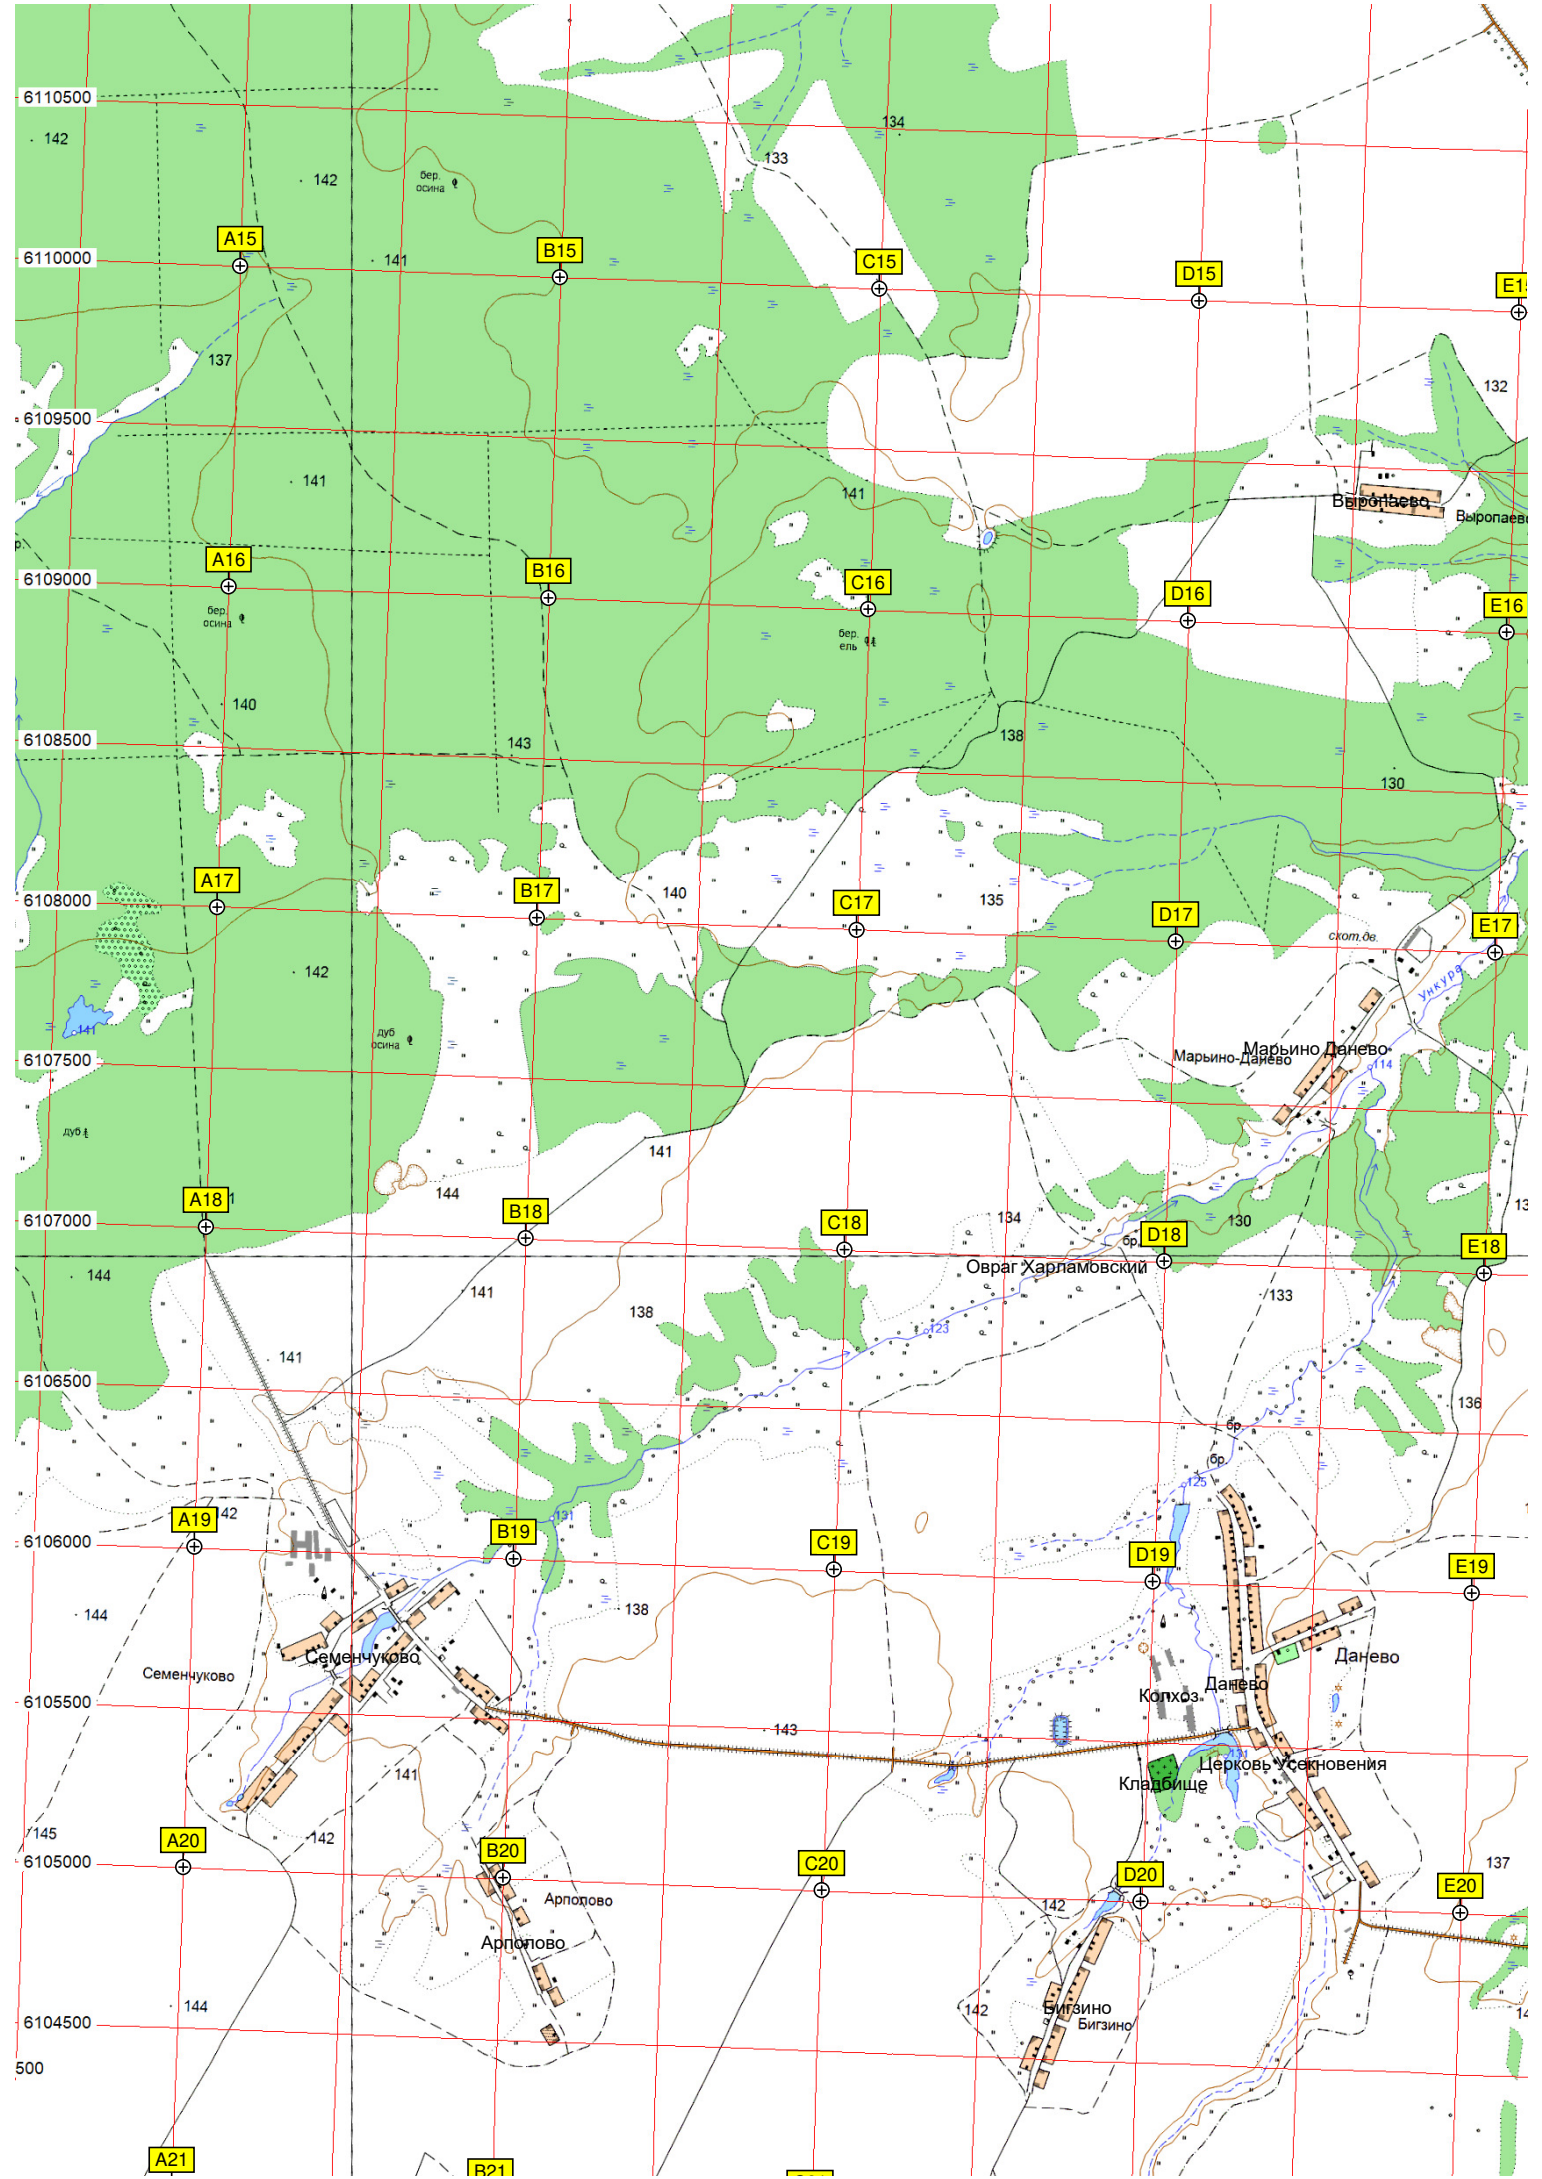 6110500
134
142
133
142
бер.
осина
A15
B15
6110000
141
C15
D15
137
132
6109500
141
141
Выропаево
A16
B16
6109000
C16
D16
E16
бер.
осина
бер.
ель
140
6108500
143
138
130
A17
B17
140
C17
135
D17
6108000
E17
скот.дв.
142
Ункура
141
дуб
осина
Марьино Данево
Марьино-Данево
114
6107500
дуб
141
144
A18
B18
134
C18
130
6107000
бр.
D18
E18
Овраг Харламовский
144
141
133
138
123
141
6106500
136
бр.
бр.
125
A19
142
131
B19
C19
6106000
D19
E19
144
138
Семенчуково
Семенчуково
Данево
Данево
Колхоз
6105500
143
131
Церковь Усекновения
141
Кладбище
145
142
A20
B20
C20
D20
137
6105000
E20
Арполово
142
Арполово
144
142
Бигзино
Бигзино
6104500
500
A21
B21